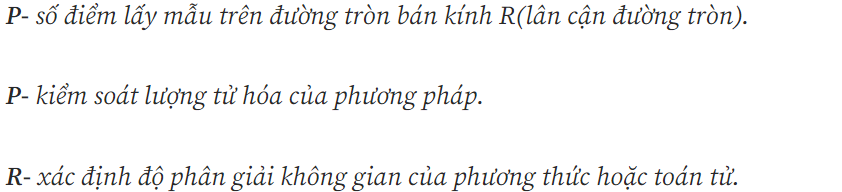 P- số điểm lấy mẫu trên đường tròn bán kính R(lân cận đường tròn).
P- kiểm soát lượng tử hóa của phương pháp.
R- xác định độ phân giải không gian của phương thức hoặc toán tử.